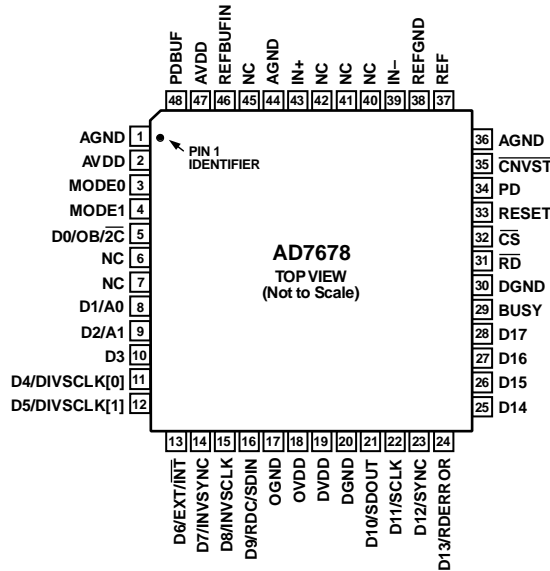 PDBUF
AVDD
REFBUFIN
NC
AGND
IN+
NC
NC
NC
IN–
REFGND
REF
48 47 46 45 44 43 42 41 40 39 38 37
AGND 1
AVDD 2
MODE0 3
MODE1 4
D0/OB/2C 5
NC 6
NC 7
D1/A0 8
D2/A1 9
D3 10
D4/DIVSCLK[0] 11
D5/DIVSCLK[1] 12
PIN 1
IDENTIFIER
AD7678
TOP VIEW
(Not to Scale)
36 AGND
35 CNVST
34 PD
33 RESET
32 CS
31 RD
30 DGND
29 BUSY
28 D17
27 D16
26 D15
25 D14
13 14 15 16 17 18 19 20 21 22 23 24
D6/EXT/INT
D7/INVSYNC
D8/INVSCLK
D9/RDC/SDIN
OGND
OVDD
DVDD
DGND
D10/SDOUT
D11/SCLK
D12/SYNC
D13/RDERROR